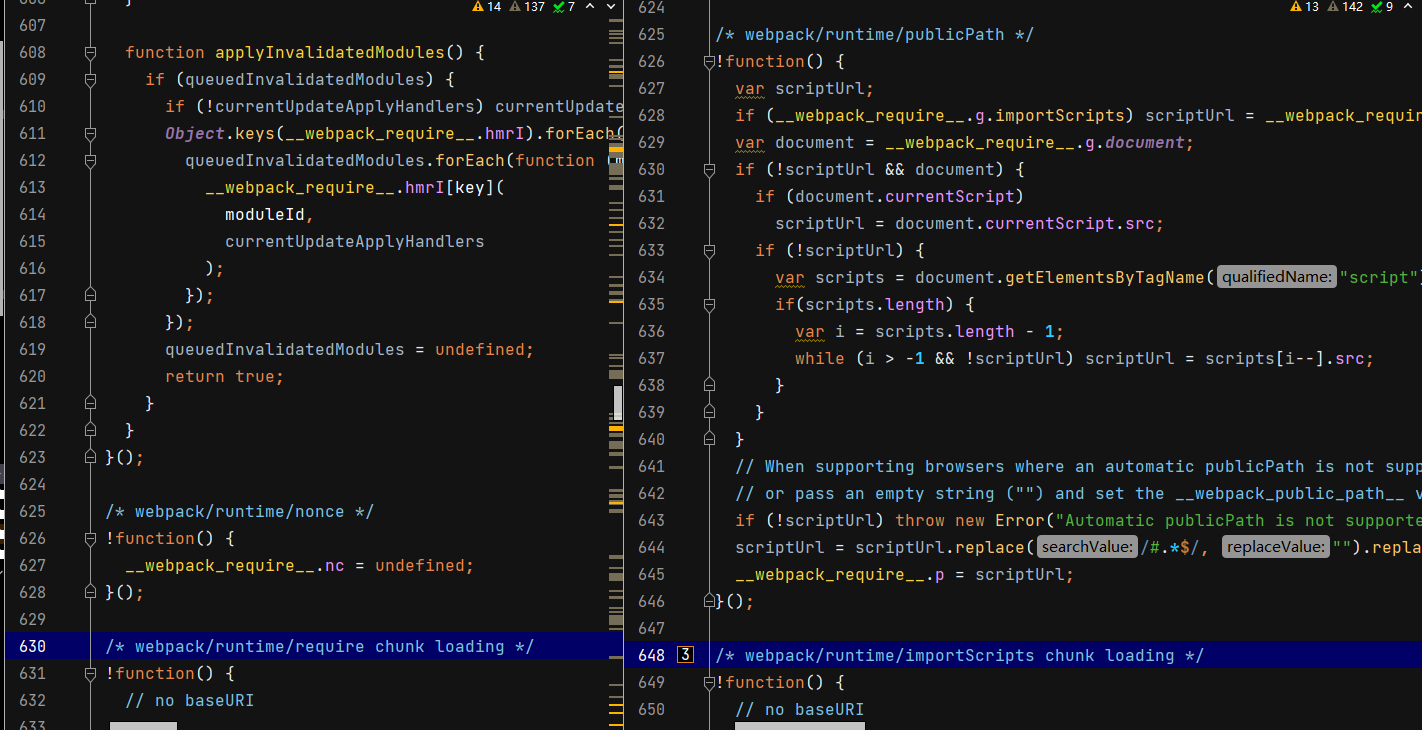 14 137 7
607
608 function applyInvalidatedModules() {
609 if (queuedInvalidatedModules) {
610 if (!currentUpdateApplyHandlers) currentUpdate
611 Object.keys(__webpack_require__.hmrI).forEach(
612 queuedInvalidatedModules.forEach(function (m
613 __webpack_require__.hmrI[key](
614 moduleId,
615 currentUpdateApplyHandlers
616 );
617 });
618 });
619 queuedInvalidatedModules = undefined;
620 return true;
621 }
622 }
623 }();
624
625 /* webpack/runtime/nonce */
626 !function() {
627 __webpack_require__.nc = undefined;
628 }();
629
630 /* webpack/runtime/require chunk loading */
631 !function() {
632 // no baseURI
633
13 142 9
624
625 /* webpack/runtime/publicPath */
626 !function() {
627 var scriptUrl;
628 if (__webpack_require__.g.importScripts) scriptUrl = __webpack_requir
629 var document = __webpack_require__.g.document;
630 if (!scriptUrl && document) {
631 if (document.currentScript)
632 scriptUrl = document.currentScript.src;
633 if (!scriptUrl) {
634 var scripts = document.getElementsByTagName( qualifiedName: "script")
635 if(scripts.length) {
636 var i = scripts.length - 1;
637 while (i > -1 && !scriptUrl) scriptUrl = scripts[i--].src;
638 }
639 }
640 }
641 // When supporting browsers where an automatic publicPath is not supp
642 // or pass an empty string ("") and set the __webpack_public_path__ v
643 if (!scriptUrl) throw new Error("Automatic publicPath is not supporte
644 scriptUrl = scriptUrl.replace( searchValue: /#.*$/, replaceValue: "").repla
645 __webpack_require__.p = scriptUrl;
646 }();
647
648 3 /* webpack/runtime/importScripts chunk loading */
649 !function() {
650 // no baseURI